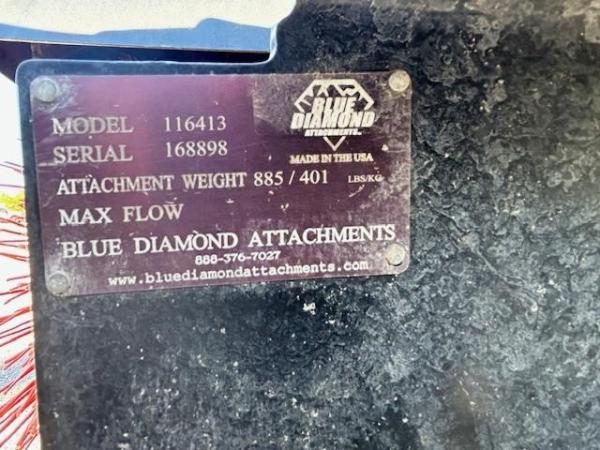 BLUE
DIAMOND
ATTACHMENTS
MADE IN THE USA
MODEL 116413
SERIAL 168898
ATTACHMENT WEIGHT 885 / 401 LBS/KG
MAX FLOW
BLUE DIAMOND ATTACHMENTS
888-376-7027
www.bluediamondattachments.com